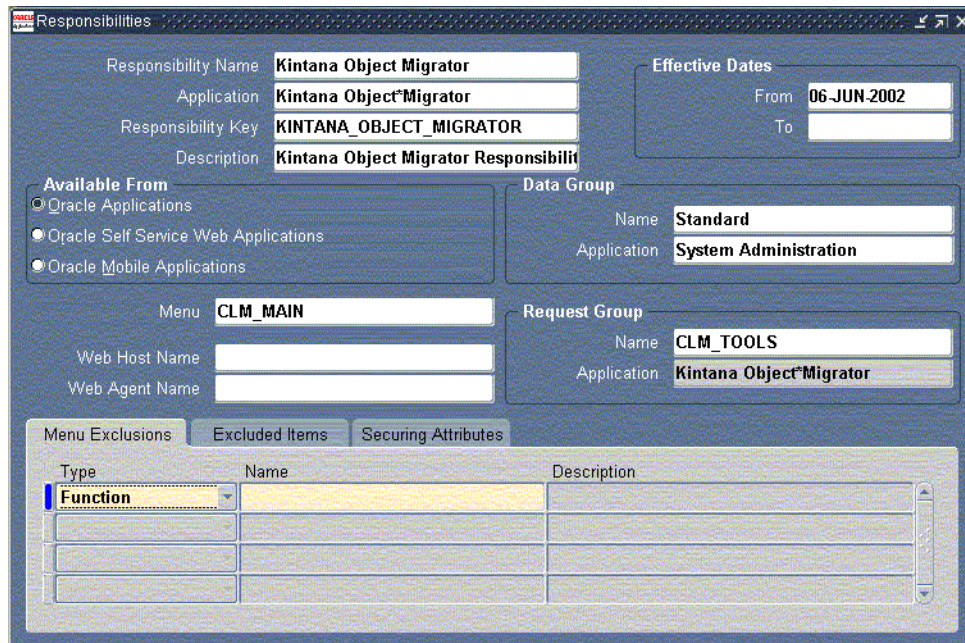 ORACLE
Responsibilities
Responsibility Name Kintana Object Migrator
Application Kintana Object*Migrator
Responsibility Key KINTANA_OBJECT_MIGRATOR
Description Kintana Object Migrator Responsibilit
Effective Dates
From 06-JUN-2002
To
Available From
Oracle Applications
Oracle Self Service Web Applications
Oracle Mobile Applications
Data Group
Name Standard
Application System Administration
Menu CLM_MAIN
Web Host Name
Web Agent Name
Request Group
Name CLM_TOOLS
Application Kintana Object*Migrator
Menu Exclusions Excluded Items Securing Attributes
Type Name Description
Function